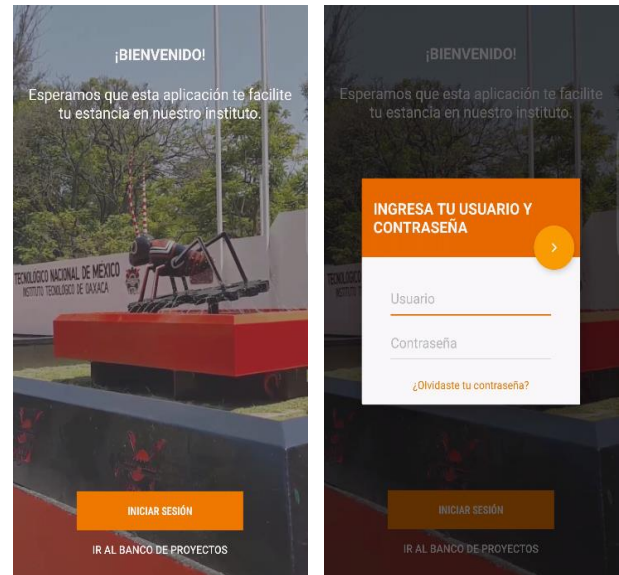 ¡BIENVENIDO!
Esperamos que esta aplicación te facilite
tu estancia en nuestro instituto.
TECNOLOGICO NACIONAL DE MÉXICO
INSTITUTO TECNOLOGICO DE OAXACA
INICIAR SESIÓN
IR AL BANCO DE PROYECTOS
¡BIENVENIDO!
Esperamos que esta aplicación te facilite
tu estancia en nuestro instituto.
INGRESA TU USUARIO Y
CONTRASEÑA
Usuario
Contraseña
¿Olvidaste tu contraseña?
INICIAR SESIÓN
IR AL BANCO DE PROYECTOS